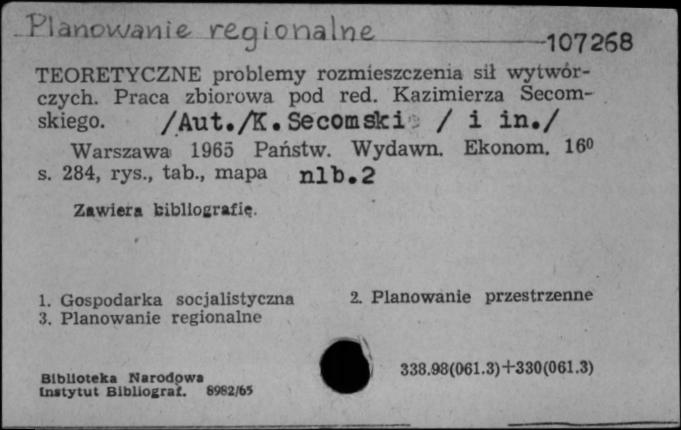 Planowanie regionalne
107268
TEORETYCZNE problemy rozmieszczenia sił wytwór-
czych. Praca zbiorowa pod red. Kazimierza Secom-
skiego. /Aut./K.Secomski / i in./
Warszawa 1965 Państw. Wydawn. Ekonom. 16⁰
s. 284, rys., tab., mapa nlb.2
Zawiera bibliografię.
1. Gospodarka socjalistyczna 2. Planowanie przestrzenne
3. Planowanie regionalne
338.98(061.3)+330(061.3)
Biblioteka Narodowa
Instytut Bibliograf. 8982/65